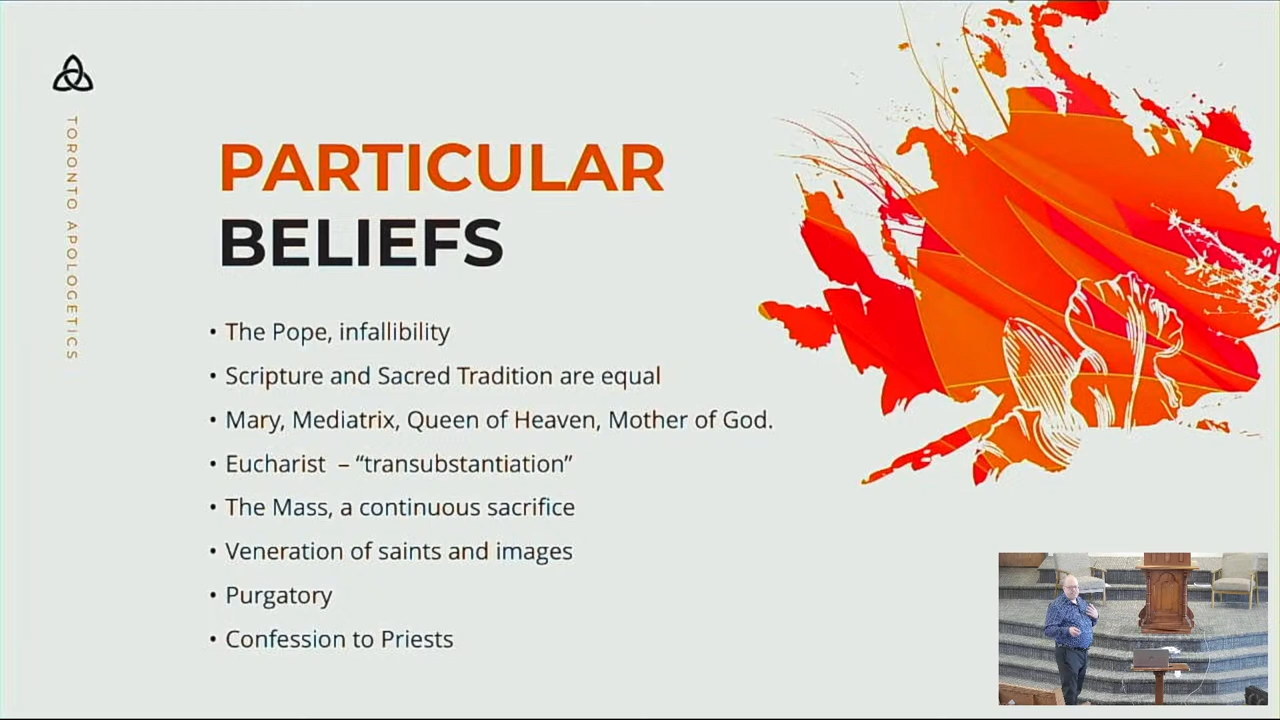 TORONTO APOLOGETICS
PARTICULAR
BELIEFS
• The Pope, infallibility
• Scripture and Sacred Tradition are equal
• Mary, Mediatrix, Queen of Heaven, Mother of God.
• Eucharist – “transubstantiation”
• The Mass, a continuous sacrifice
• Veneration of saints and images
• Purgatory
• Confession to Priests